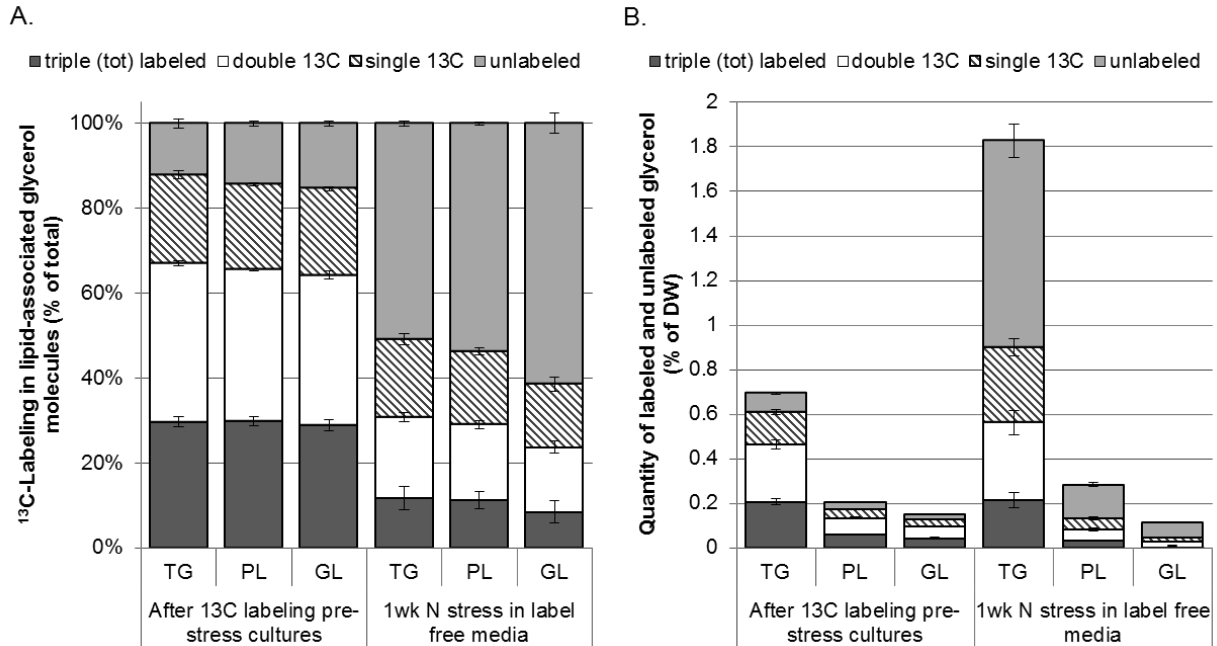 A.
■ triple (tot) labeled □ double 13C ▧ single 13C ■ unlabeled
¹³C-Labeling in lipid-associated glycerol
molecules (% of total)
100%
80%
60%
40%
20%
0%
TG PL GL TG PL GL
After 13C labeling pre-
stress cultures
1wk N stress in label
free media
B.
■ triple (tot) labeled □ double 13C ▧ single 13C ■ unlabeled
Quantity of labeled and unlabeled glycerol
(% of DW)
2
1.8
1.6
1.4
1.2
1
0.8
0.6
0.4
0.2
0
TG PL GL TG PL GL
After 13C labeling pre-
stress cultures
1wk N stress in label free
media